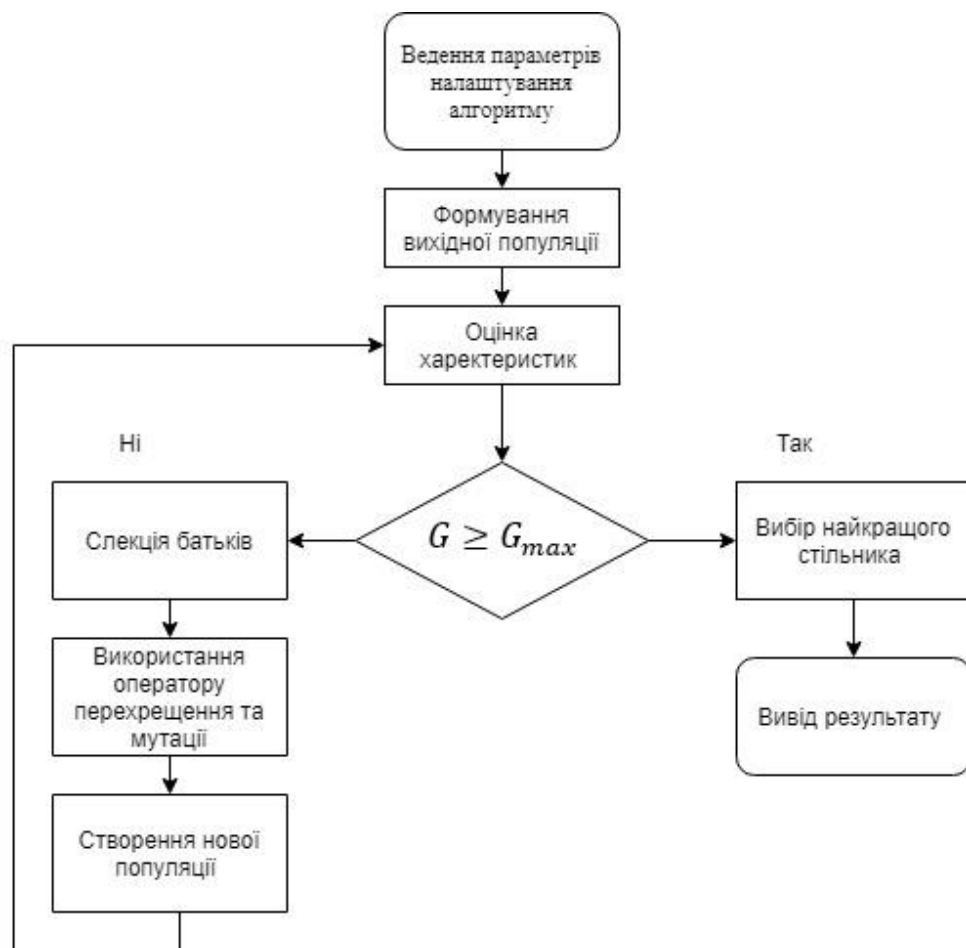 Ведення параметрів
налаштування
алгоритму
Формування
вихідної популяції
Оцінка
харектеристик
Ні
Так
Слекція батьків
G ≥ G_max
Вибір найкращого
стільника
Використання
оператору
перехрещення та
мутації
Вивід результату
Створення нової
популяції